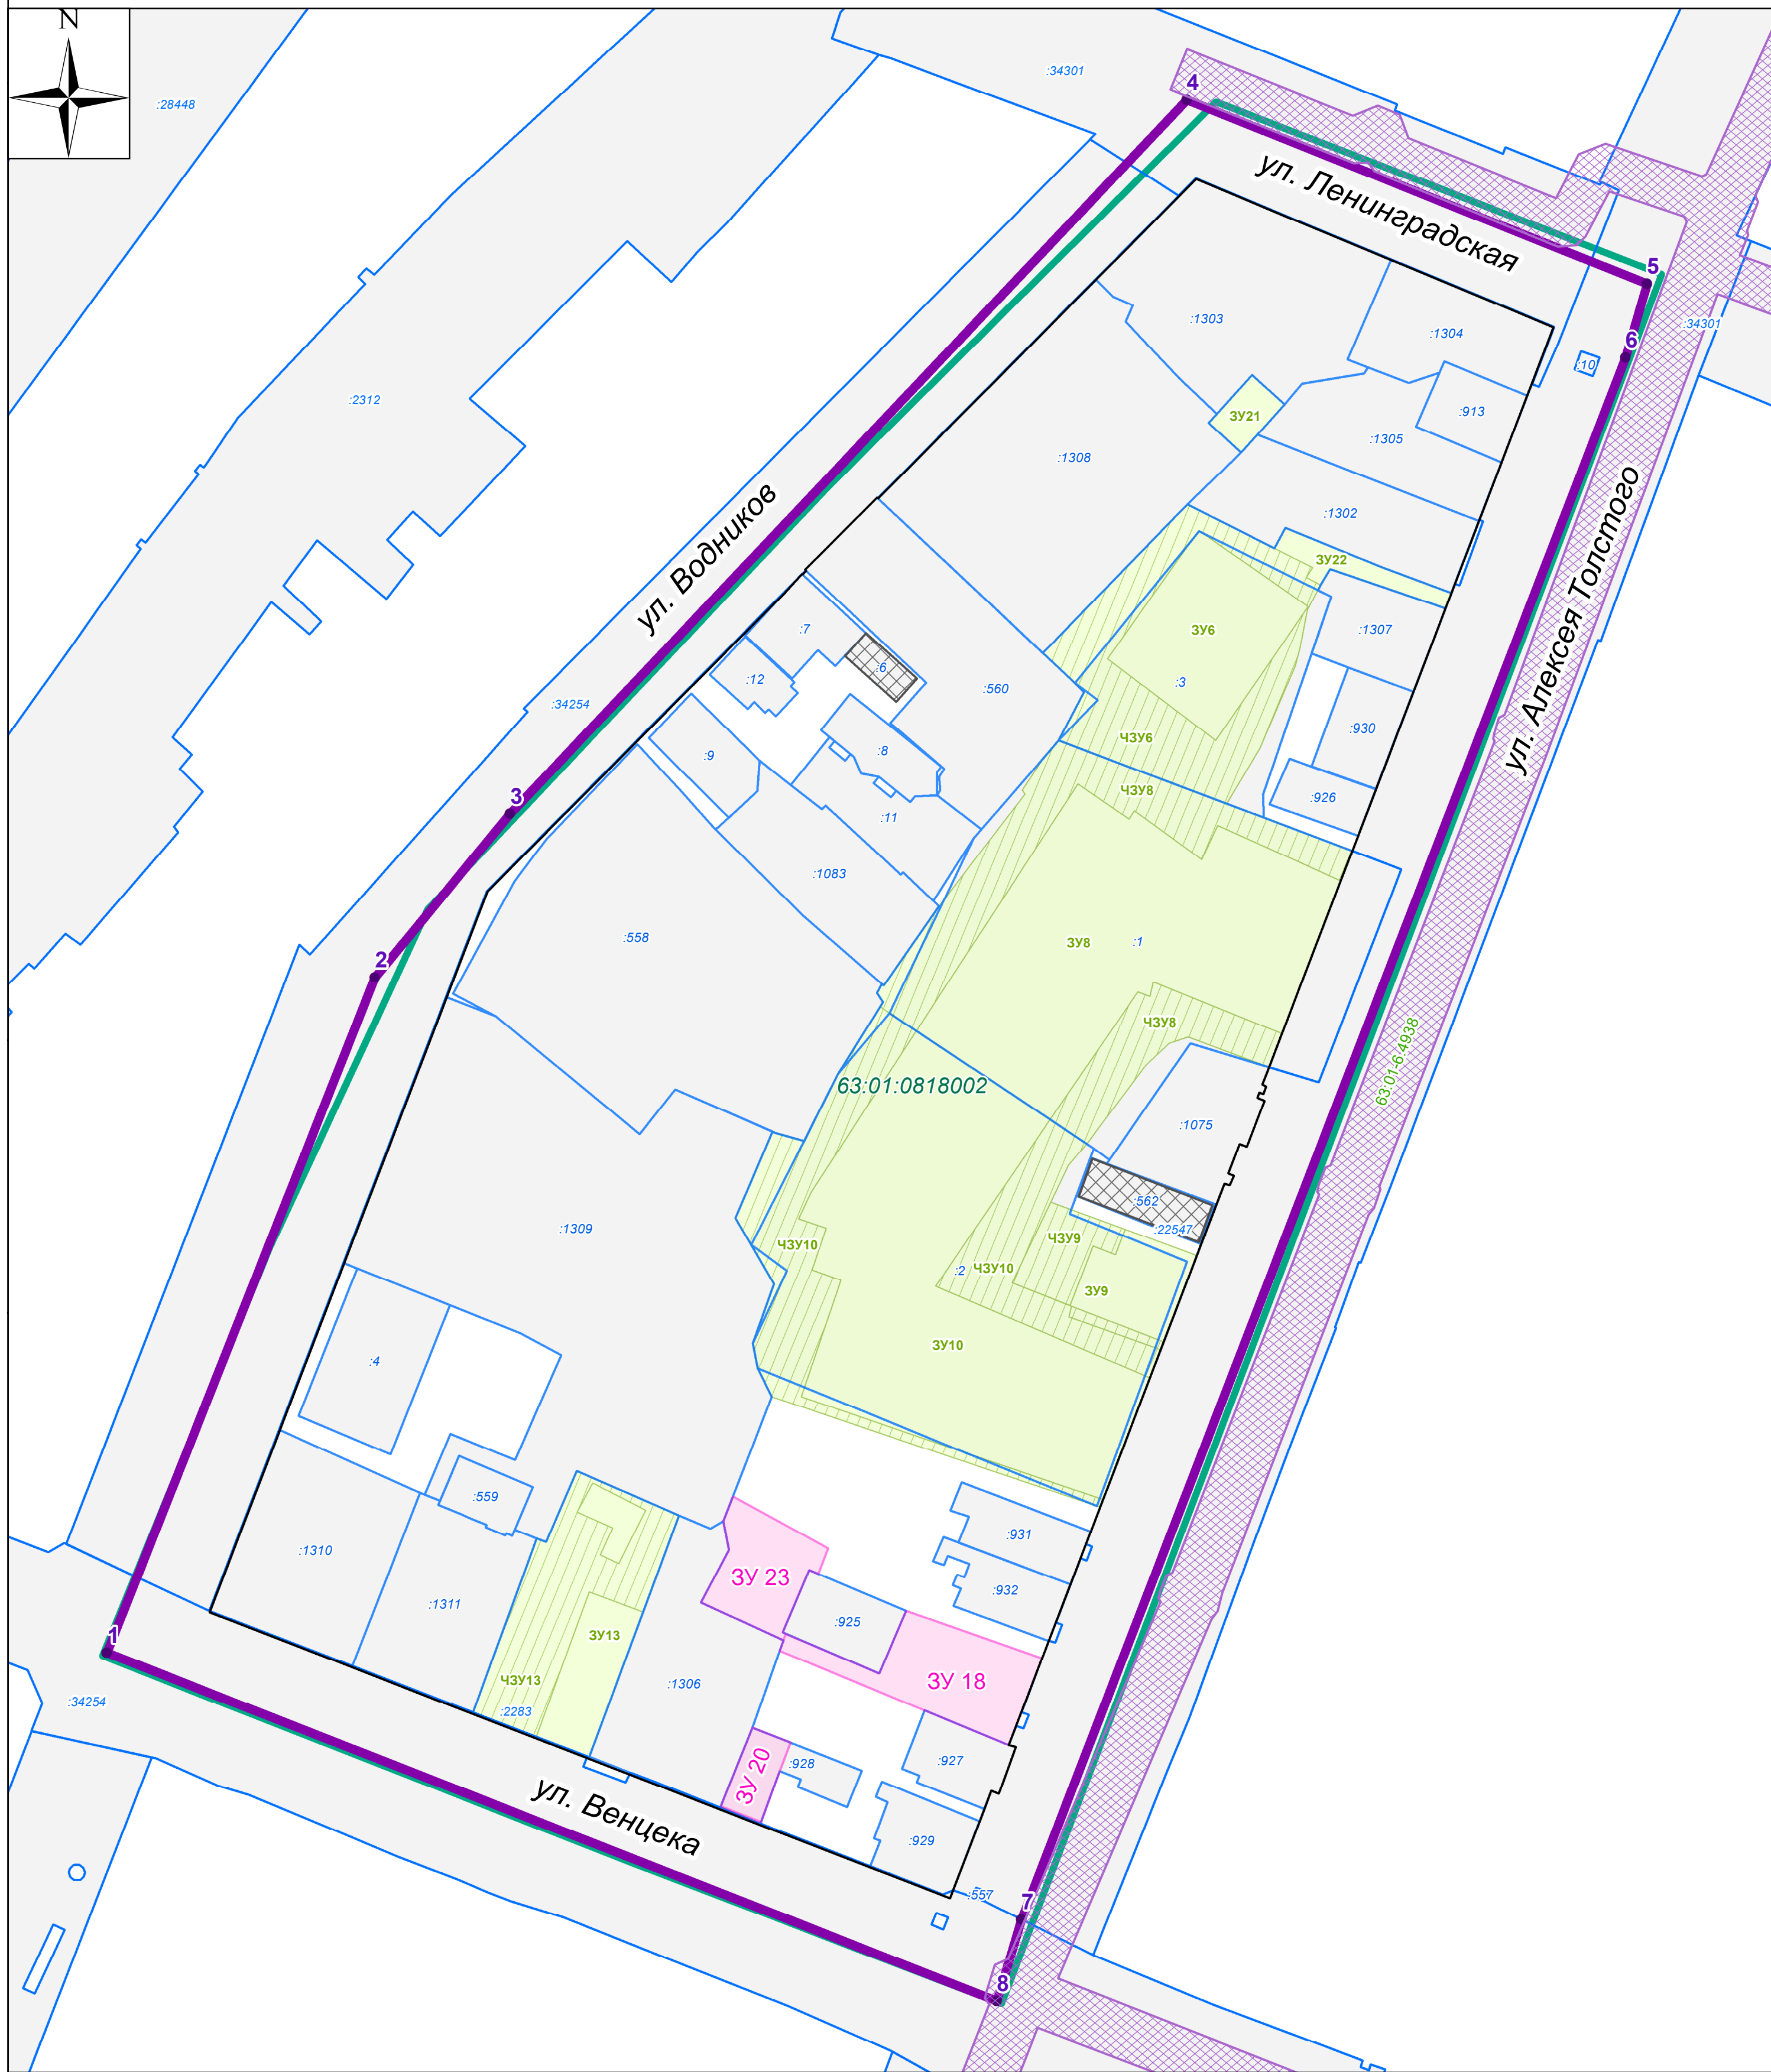 N
:28448
:34301
4
ул. Ленинградская
5
:34301
6
:10
:1303
:1304
:913
:2312
ЗУ21
:1305
:1308
:1302
ул. Водников
ЗУ22
ул. Алексея Толстого
:7
ЗУ6
:1307
:6
:12
:3
:560
:34254
:930
ЧЗУ6
:9
:8
ЧЗУ8
3
:926
:11
:1083
:558
ЗУ8
:1
2
ЧЗУ8
63:01-6.4938
63:01:0818002
:1075
:562
:1309
:22547
ЧЗУ10
ЧЗУ9
:2
ЧЗУ10
ЗУ9
ЗУ10
:4
:559
:931
:1310
ЗУ 23
:932
:1311
:925
1
ЗУ13
ЧЗУ13
:1306
ЗУ 18
:34254
:2283
:928
:927
ЗУ 20
ул. Венцека
:929
:557
7
8